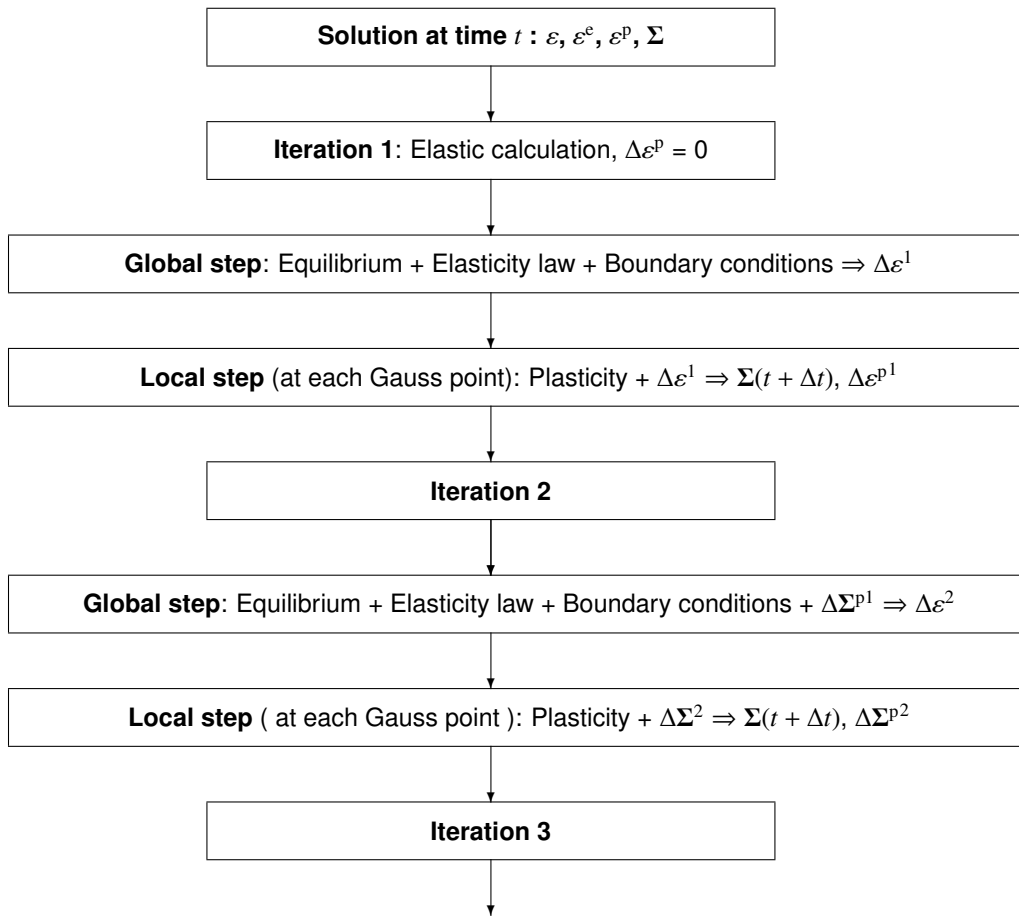 Solution at time t : ε, εᵉ, εᵖ, Σ
Iteration 1: Elastic calculation, Δεᵖ = 0
Global step: Equilibrium + Elasticity law + Boundary conditions ⇒ Δε¹
Local step (at each Gauss point): Plasticity + Δε¹ ⇒ Σ(t + Δt), Δεᵖ¹
Iteration 2
Global step: Equilibrium + Elasticity law + Boundary conditions + ΔΣᵖ¹ ⇒ Δε²
Local step ( at each Gauss point ): Plasticity + ΔΣ² ⇒ Σ(t + Δt), ΔΣᵖ²
Iteration 3